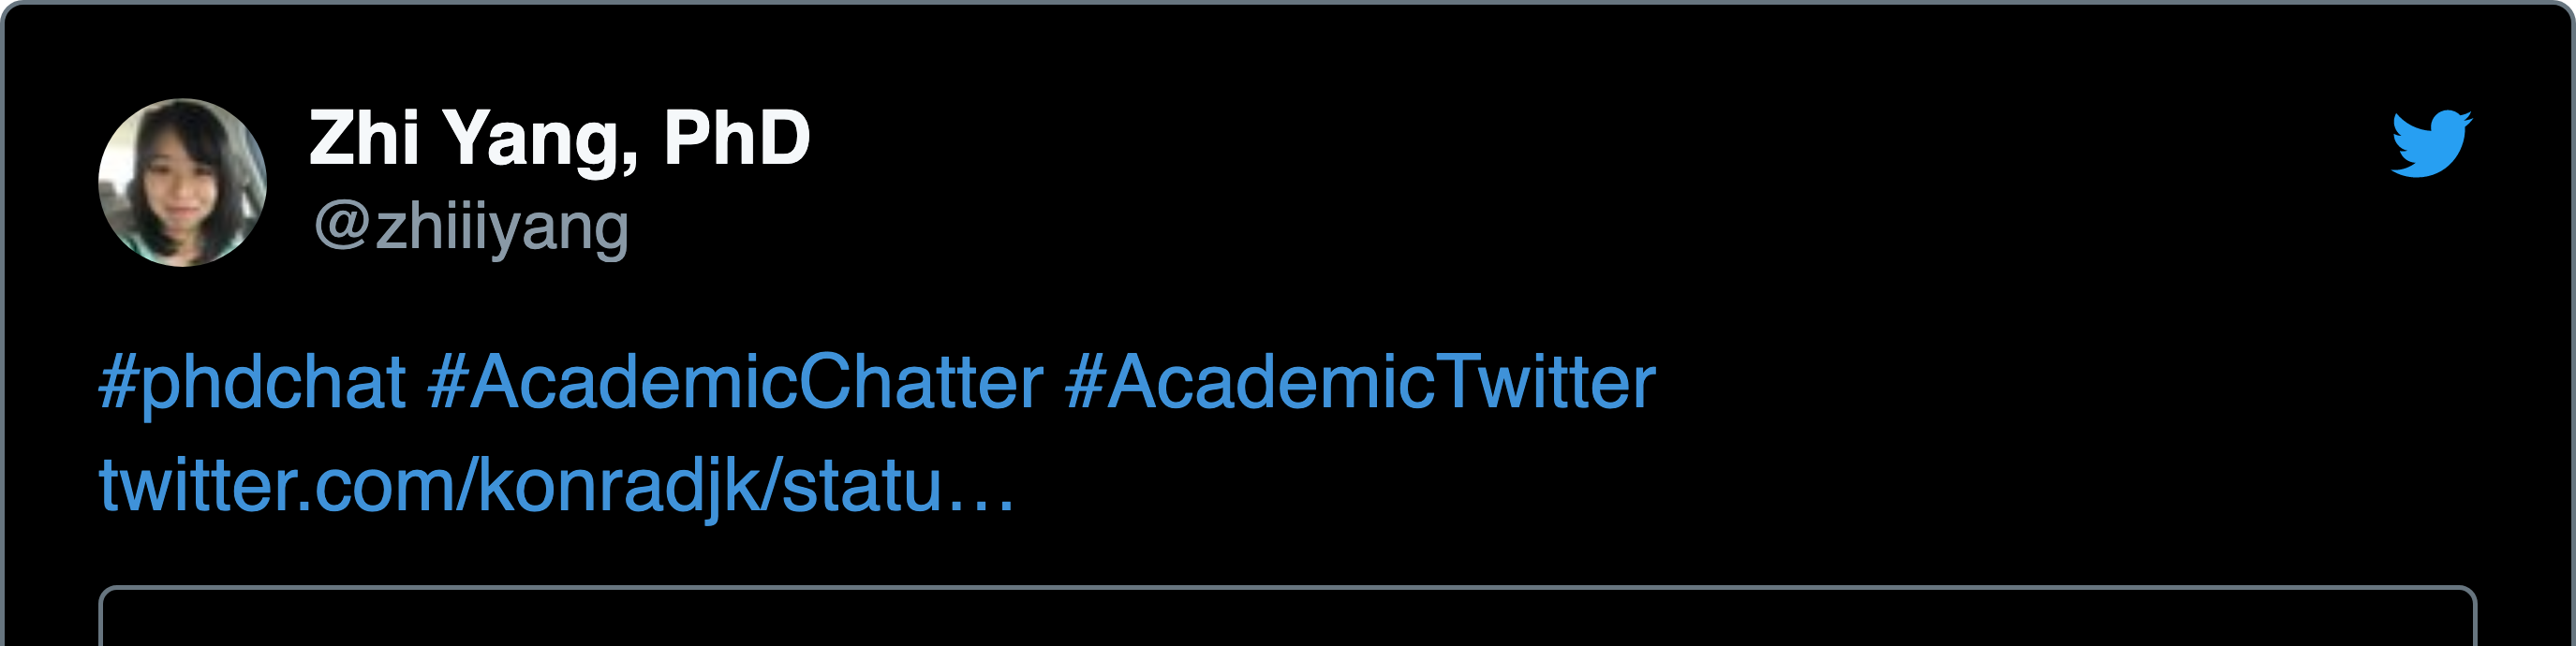 Zhi Yang, PhD
@zhiiiyang
#phdchat #AcademicChatter #AcademicTwitter
twitter.com/konradjk/statu…